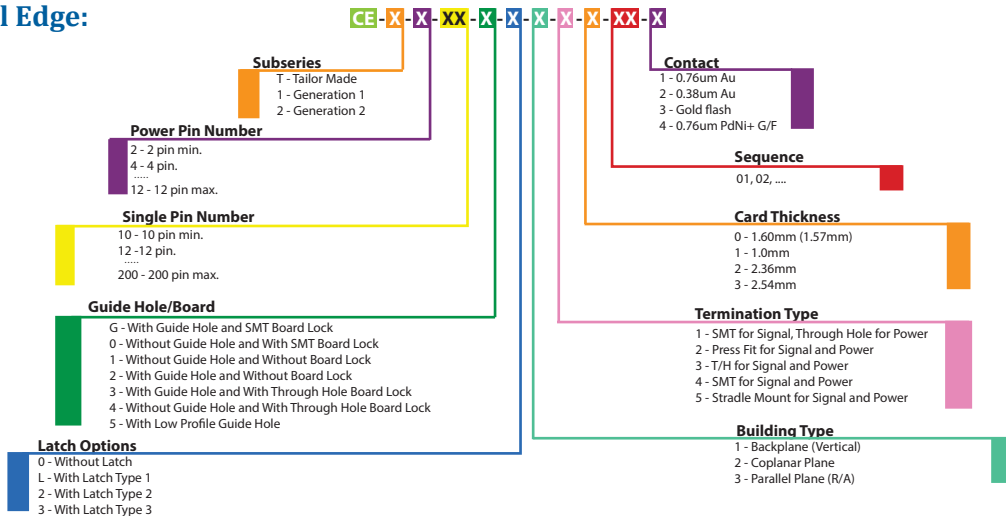 l Edge:
CE-X-X XX-X-X-X-X-X-XX-X
Subseries
T - Tailor Made
1 - Generation 1
2 - Generation 2
Power Pin Number
2 - 2 pin min.
4 - 4 pin.
.....
12 - 12 pin max.
Single Pin Number
10 - 10 pin min.
12 -12 pin.
.....
200 - 200 pin max.
Guide Hole/Board
G - With Guide Hole and SMT Board Lock
0 - Without Guide Hole and With SMT Board Lock
1 - Without Guide Hole and Without Board Lock
2 - With Guide Hole and Without Board Lock
3 - With Guide Hole and With Through Hole Board Lock
4 - Without Guide Hole and With Through Hole Board Lock
5 - With Low Profile Guide Hole
Latch Options
0 - Without Latch
L - With Latch Type 1
2 - With Latch Type 2
3 - With Latch Type 3
Contact
1 - 0.76um Au
2 - 0.38um Au
3 - Gold flash
4 - 0.76um PdNi+ G/F
Sequence
01, 02, ....
Card Thickness
0 - 1.60mm (1.57mm)
1 - 1.0mm
2 - 2.36mm
3 - 2.54mm
Termination Type
1 - SMT for Signal, Through Hole for Power
2 - Press Fit for Signal and Power
3 - T/H for Signal and Power
4 - SMT for Signal and Power
5 - Stradle Mount for Signal and Power
Building Type
1 - Backplane (Vertical)
2 - Coplanar Plane
3 - Parallel Plane (R/A)